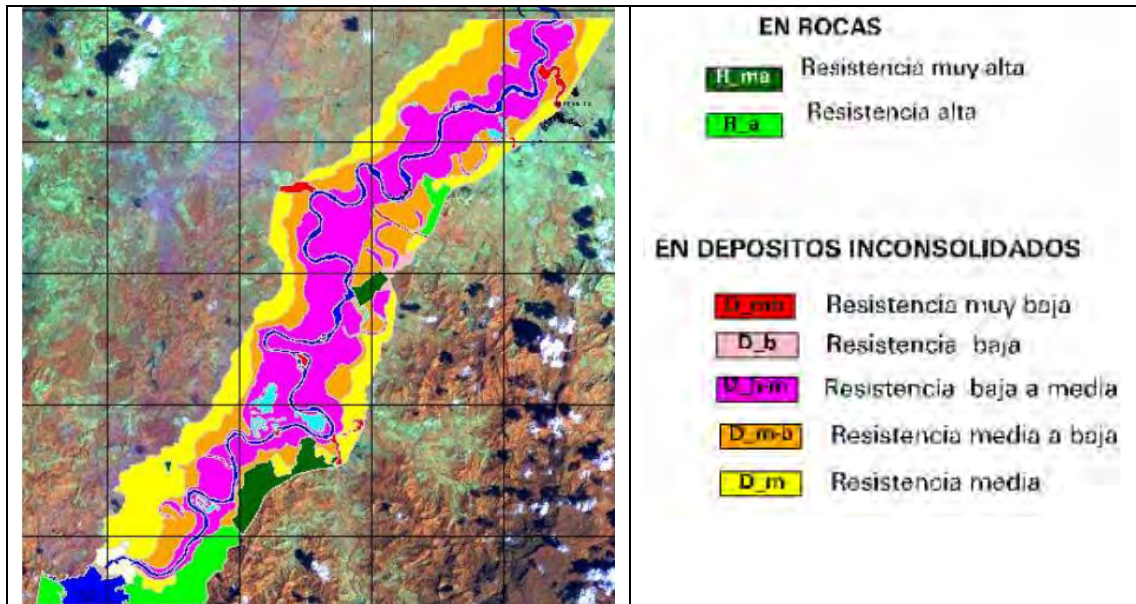 EN ROCAS
R_ma Resistencia muy alta
R_a Resistencia alta
EN DEPOSITOS INCONSOLIDADOS
D_mb Resistencia muy baja
D_b Resistencia baja
D_b-m Resistencia baja a media
D_m-b Resistencia media a baja
D_m Resistencia media